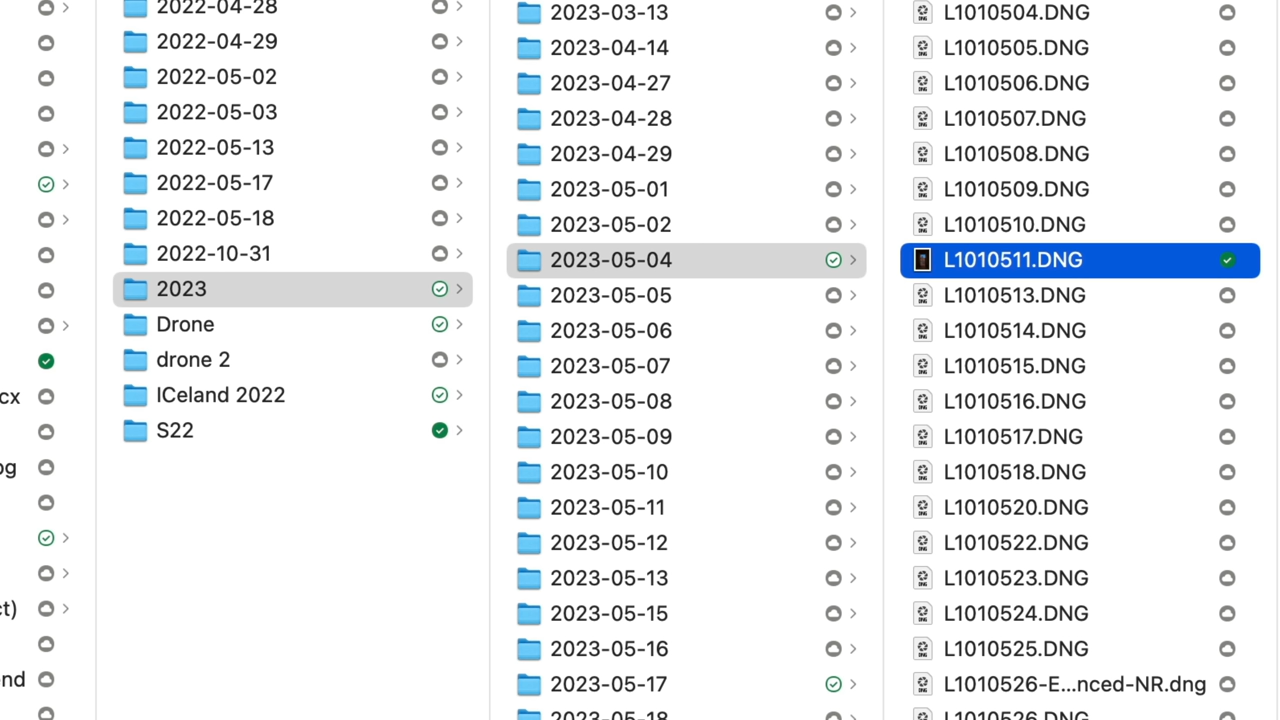 cx
og
ct)
end
2022-04-28
2022-04-29
2022-05-02
2022-05-03
2022-05-13
2022-05-17
2022-05-18
2022-10-31
2023
Drone
drone 2
ICeland 2022
S22
2023-03-13
2023-04-14
2023-04-27
2023-04-28
2023-04-29
2023-05-01
2023-05-02
2023-05-04
2023-05-05
2023-05-06
2023-05-07
2023-05-08
2023-05-09
2023-05-10
2023-05-11
2023-05-12
2023-05-13
2023-05-15
2023-05-16
2023-05-17
2023-05-18
L1010504.DNG
L1010505.DNG
L1010506.DNG
L1010507.DNG
L1010508.DNG
L1010509.DNG
L1010510.DNG
L1010511.DNG
L1010513.DNG
L1010514.DNG
L1010515.DNG
L1010516.DNG
L1010517.DNG
L1010518.DNG
L1010520.DNG
L1010522.DNG
L1010523.DNG
L1010524.DNG
L1010525.DNG
L1010526-E...nced-NR.dng
L1010526.DNG